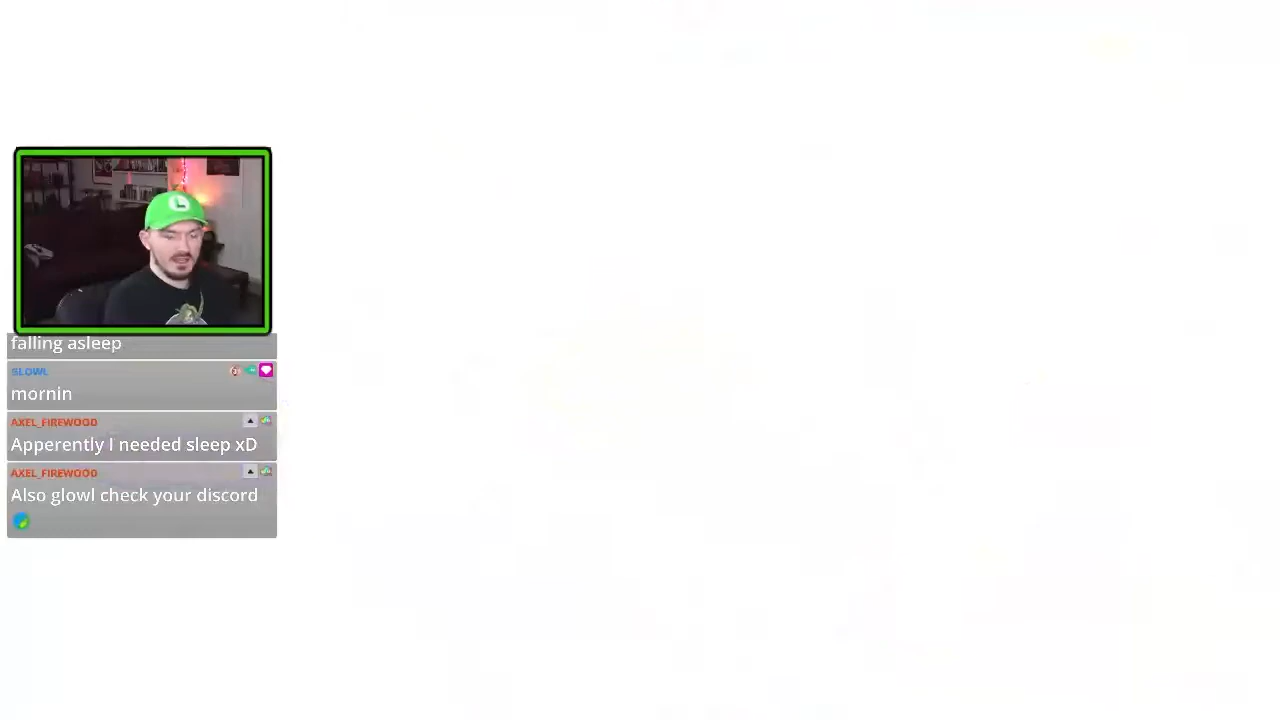 falling asleep
GLOWL
mornin
AXEL_FIREWOOD
Apperently I needed sleep xD
AXEL_FIREWOOD
Also glowl check your discord
L